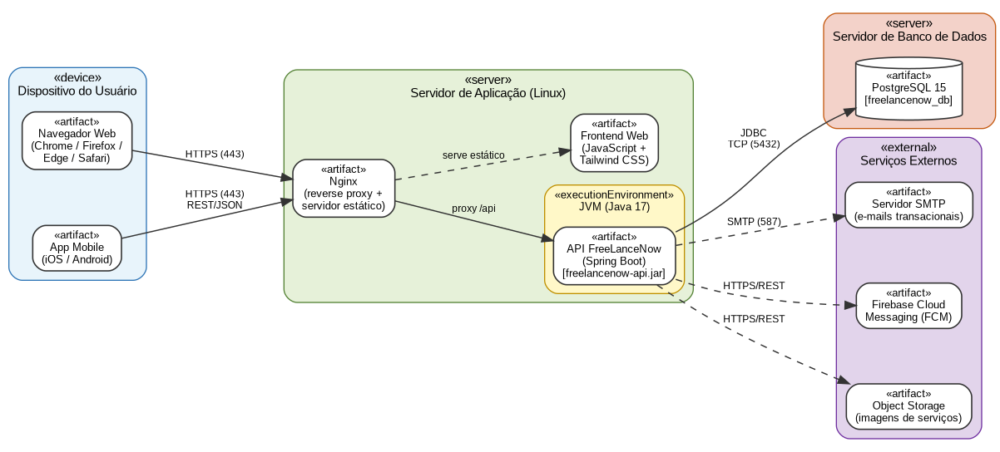 «device»
Dispositivo do Usuário
«artifact»
Navegador Web
(Chrome / Firefox /
Edge / Safari)
«artifact»
App Mobile
(iOS / Android)
HTTPS (443)
HTTPS (443)
REST/JSON
«server»
Servidor de Aplicação (Linux)
«artifact»
Nginx
(reverse proxy +
servidor estático)
serve estático
proxy /api
«artifact»
Frontend Web
(JavaScript +
Tailwind CSS)
«executionEnvironment»
JVM (Java 17)
«artifact»
API FreeLanceNow
(Spring Boot)
[freelancenow-api.jar]
JDBC
TCP (5432)
SMTP (587)
HTTPS/REST
HTTPS/REST
«server»
Servidor de Banco de Dados
«artifact»
PostgreSQL 15
[freelancenow_db]
«external»
Serviços Externos
«artifact»
Servidor SMTP
(e-mails transacionais)
«artifact»
Firebase Cloud
Messaging (FCM)
«artifact»
Object Storage
(imagens de serviços)